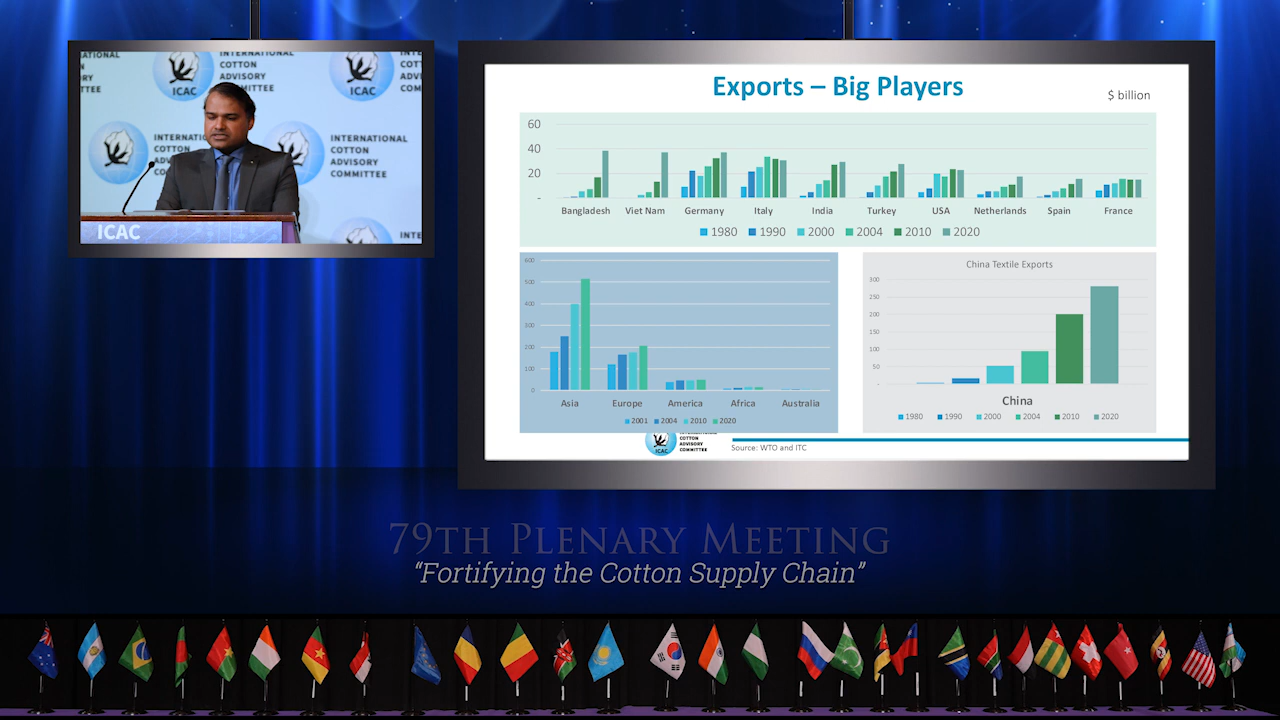 INTERNATIONAL
COTTON
ADVISORY
ICAC
ICAC
INTERNATIONAL
COTTON
ADVISORY
COMMITTEE
ICAC
Exports – Big Players
$ billion
60
40
20
-
Bangladesh Viet Nam Germany Italy India Turkey USA Netherlands Spain France
1980 1990 2000 2004 2010 2020
600
500
400
300
200
100
0
Asia Europe America Africa Australia
2001 2004 2010 2020
China Textile Exports
300
250
200
150
100
50
-
China
1980 1990 2000 2004 2010 2020
ICAC
COTTON
ADVISORY
COMMITTEE
Source: WTO and ITC
79th Plenary Meeting
“Fortifying the Cotton Supply Chain”